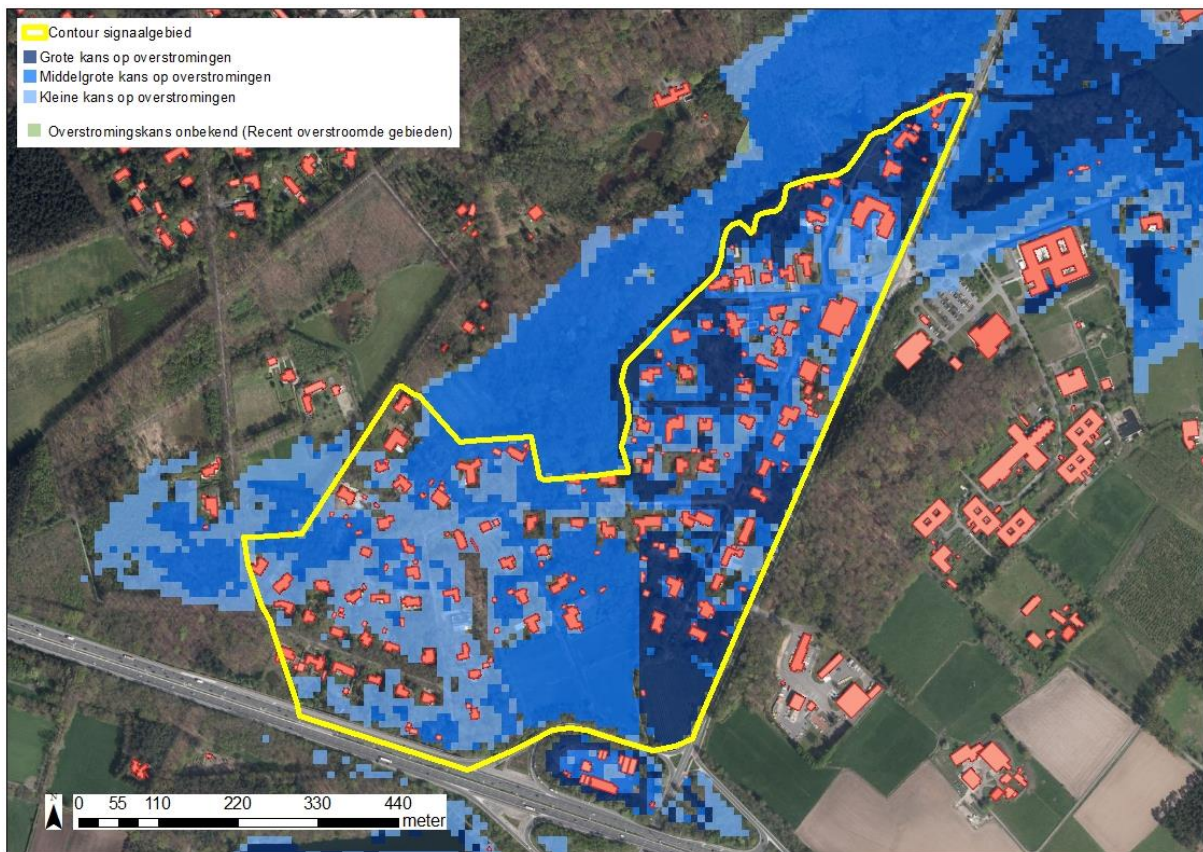 Contour signaalgebied
Grote kans op overstromingen
Middelgrote kans op overstromingen
Kleine kans op overstromingen
Overstromingskans onbekend (Recent overstroomde gebieden)
N
0 55 110 220 330 440
meter